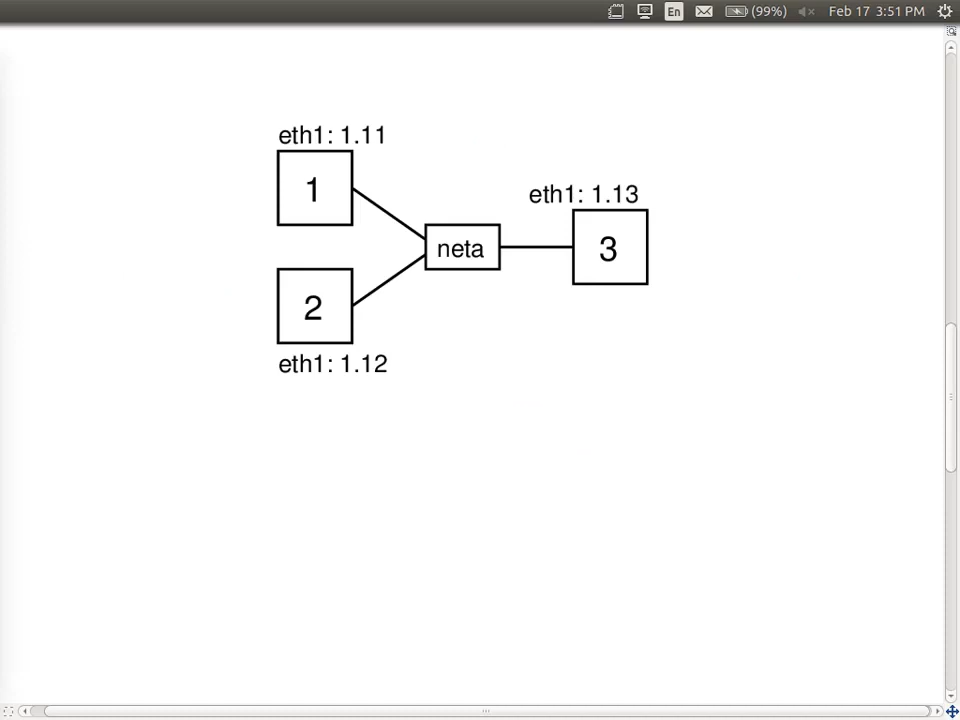 En (99%) Feb 17 3:51 PM
eth1: 1.11
1
eth1: 1.13
neta
3
2
eth1: 1.12